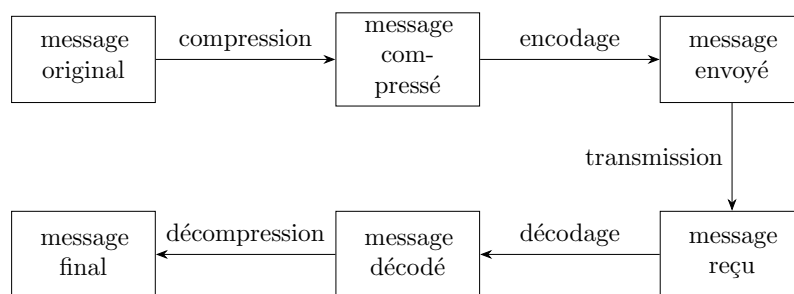 message
original
compression
message
com-
pressé
encodage
message
envoyé
transmission
message
reçu
décodage
message
décodé
décompression
message
final